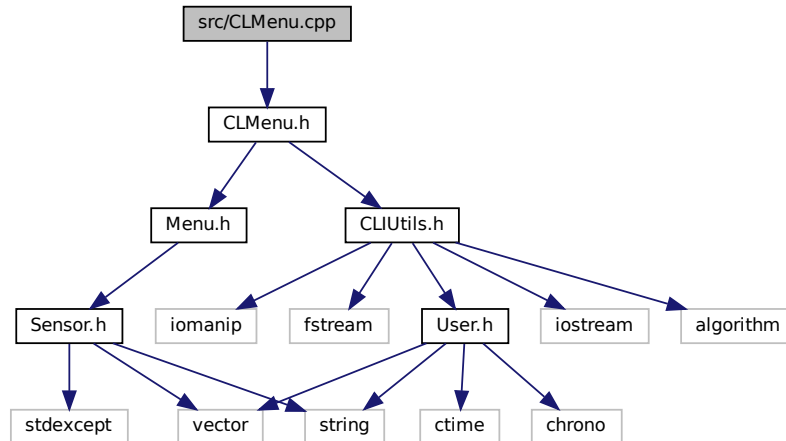 src/CLMenu.cpp
CLMenu.h
Menu.h
CLIUtils.h
Sensor.h
iomanip
fstream
User.h
iostream
algorithm
stdexcept
vector
string
ctime
chrono